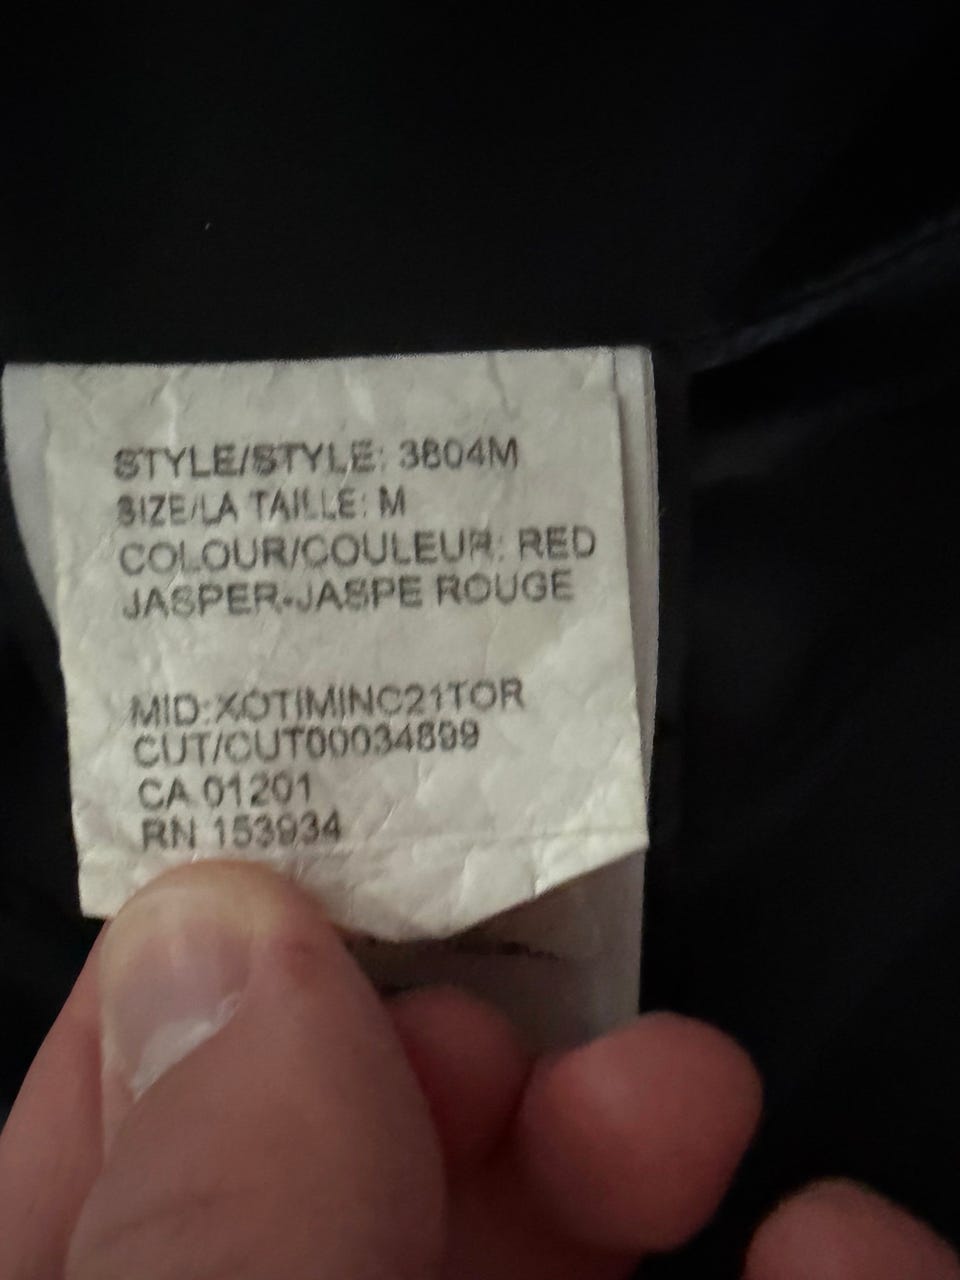 STYLE/STYLE: 3804M
SIZE/LA TAILLE: M
COLOUR/COULEUR: RED
JASPER-JASPE ROUGE
MID:XOTIMINC21TOR
CUT/CUT00034899
CA 01201
RN 153934